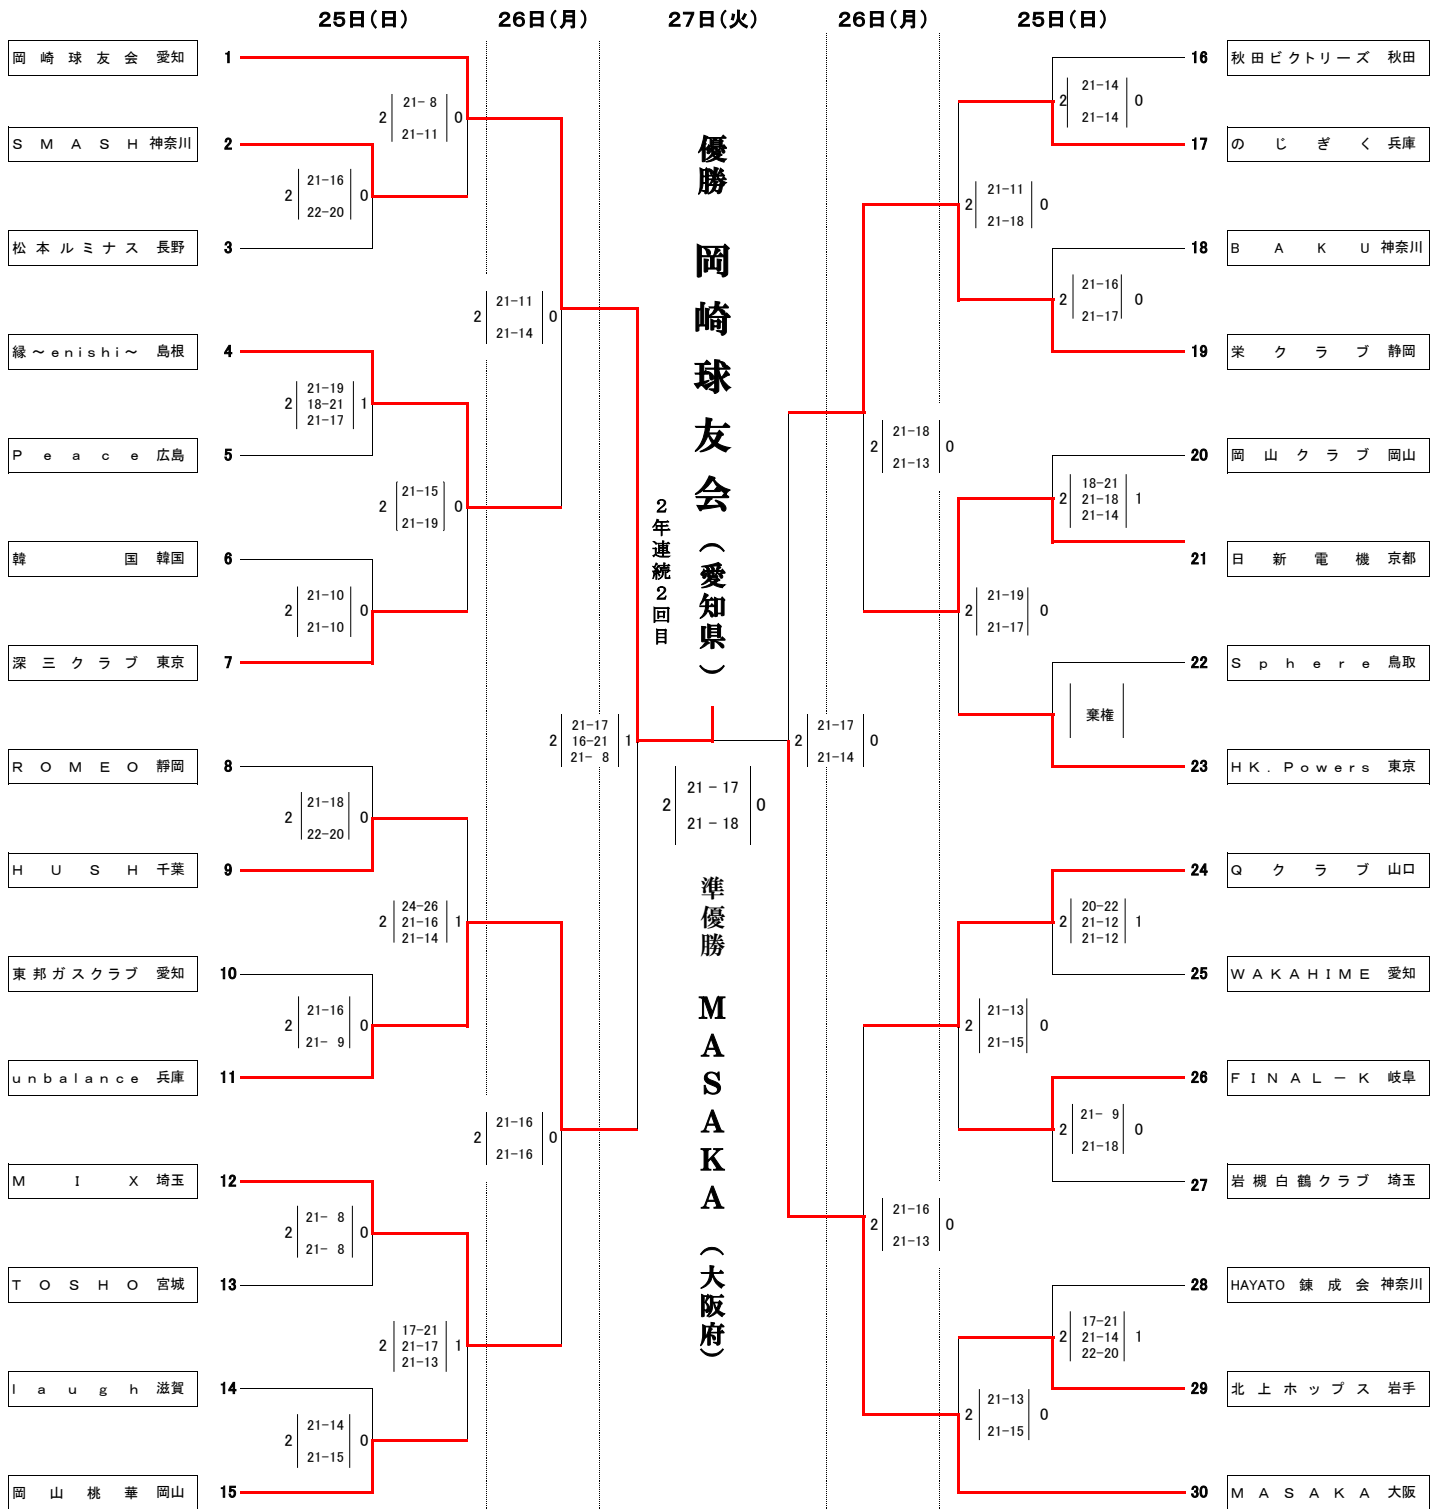 25日(日)
26日(月)
27日(火)
26日(月)
25日(日)
岡崎球友会 愛知 1
2 21-8 0
21-11
SMASH 神奈川 2
2 21-16 0
22-20
松本ルミナス 長野 3
2 21-11 0
21-14
縁～enishi～ 島根 4
2 21-19 1
18-21
21-17
Peace 広島 5
2 21-15 0
21-19
韓国 韓国 6
2 21-10 0
21-10
深三クラブ 東京 7
2 21-17 1
16-21
21-8
ROMEO 靜岡 8
2 21-18 0
22-20
HUSH 千葉 9
2 24-26 1
21-16
21-14
東邦ガスクラブ 愛知 10
2 21-16 0
21-9
unbalance 兵庫 11
2 21-16 0
21-16
MIX 埼玉 12
2 21-8 0
21-8
TOSHO 宮城 13
2 17-21 1
21-17
21-13
laugh 滋賀 14
2 21-14 0
21-15
岡山桃華 岡山 15
優勝 岡崎球友会(愛知県)
2年連続2回目
2 21-17 0
21-18
準優勝 MASAKA (大阪府)
16 秋田ビクトリーズ 秋田
2 21-14 0
21-14
17 のじぎく 兵庫
2 21-11 0
21-18
18 BAKU 神奈川
2 21-16 0
21-17
19 栄クラブ 静岡
2 21-18 0
21-13
20 岡山クラブ 岡山
2 18-21 1
21-18
21-14
21 日新電機 京都
2 21-19 0
21-17
22 Sphere 鳥取
棄権
23 HK.Powers 東京
2 21-17 0
21-14
24 Qクラブ 山口
2 20-22 1
21-12
21-12
25 WAKAHIME 愛知
2 21-13 0
21-15
26 FINAL－K 岐阜
2 21-9 0
21-18
27 岩槻白鶴クラブ 埼玉
2 21-16 0
21-13
28 HAYATO 錬成会 神奈川
2 17-21 1
21-14
22-20
29 北上ホップス 岩手
2 21-13 0
21-15
30 MASAKA 大阪